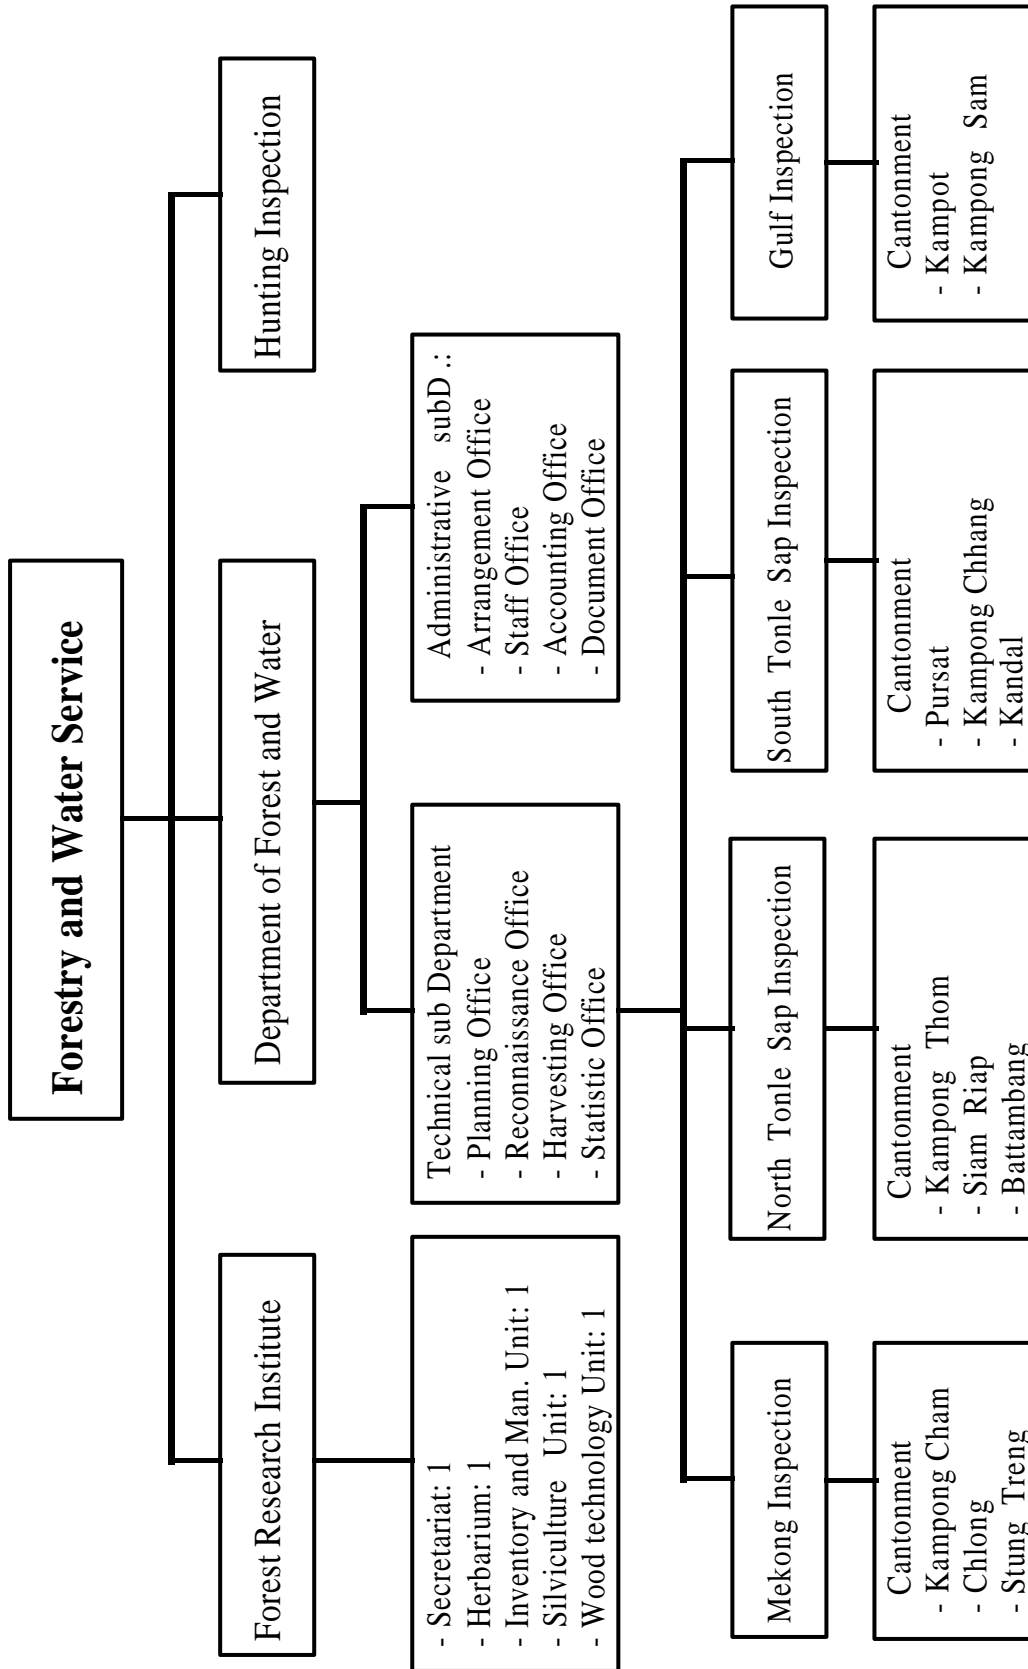 Forestry and Water Service
Forest Research Institute
Department of Forest and Water
Hunting Inspection
- Secretariat: 1
- Herbarium: 1
- Inventory and Man. Unit: 1
- Silviculture Unit: 1
- Wood technology Unit: 1
Technical sub Department
- Planning Office
- Reconnaissance Office
- Harvesting Office
- Statistic Office
Administrative subD .:
- Arrangement Office
- Staff Office
- Accounting Office
- Document Office
Mekong Inspection
North Tonle Sap Inspection
South Tonle Sap Inspection
Gulf Inspection
Cantonment
- Kampong Cham
- Chlong
- Stung Treng
Cantonment
- Kampong Thom
- Siam Riap
- Battambang
Cantonment
- Pursat
- Kampong Chhang
- Kandal
Cantonment
- Kampot
- Kampong Sam